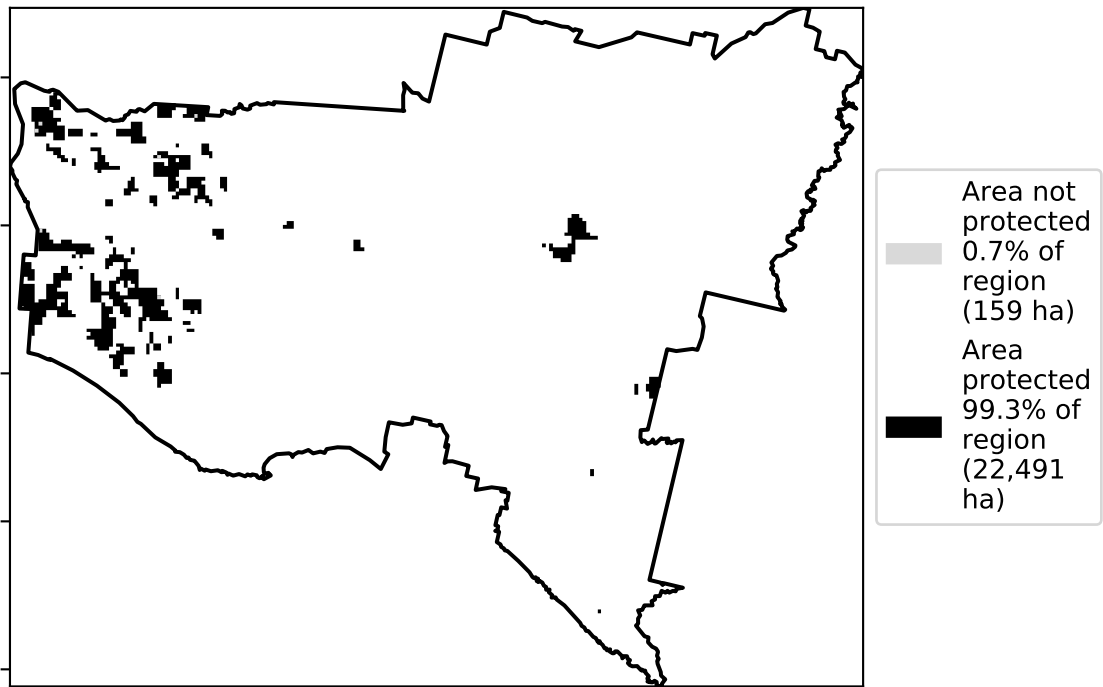 Area not
protected
0.7% of
region
(159 ha)
Area
protected
99.3% of
region
(22,491
ha)